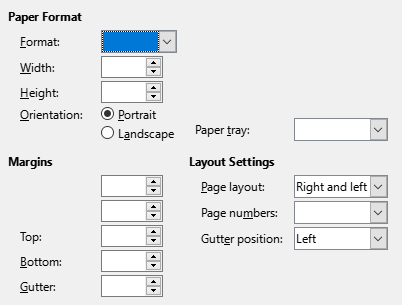 Paper Format
Format:
Width:
Height:
Orientation: Portrait
Landscape
Paper tray:
Margins
Top:
Bottom:
Gutter:
Layout Settings
Page layout: Right and left
Page numbers:
Gutter position: Left